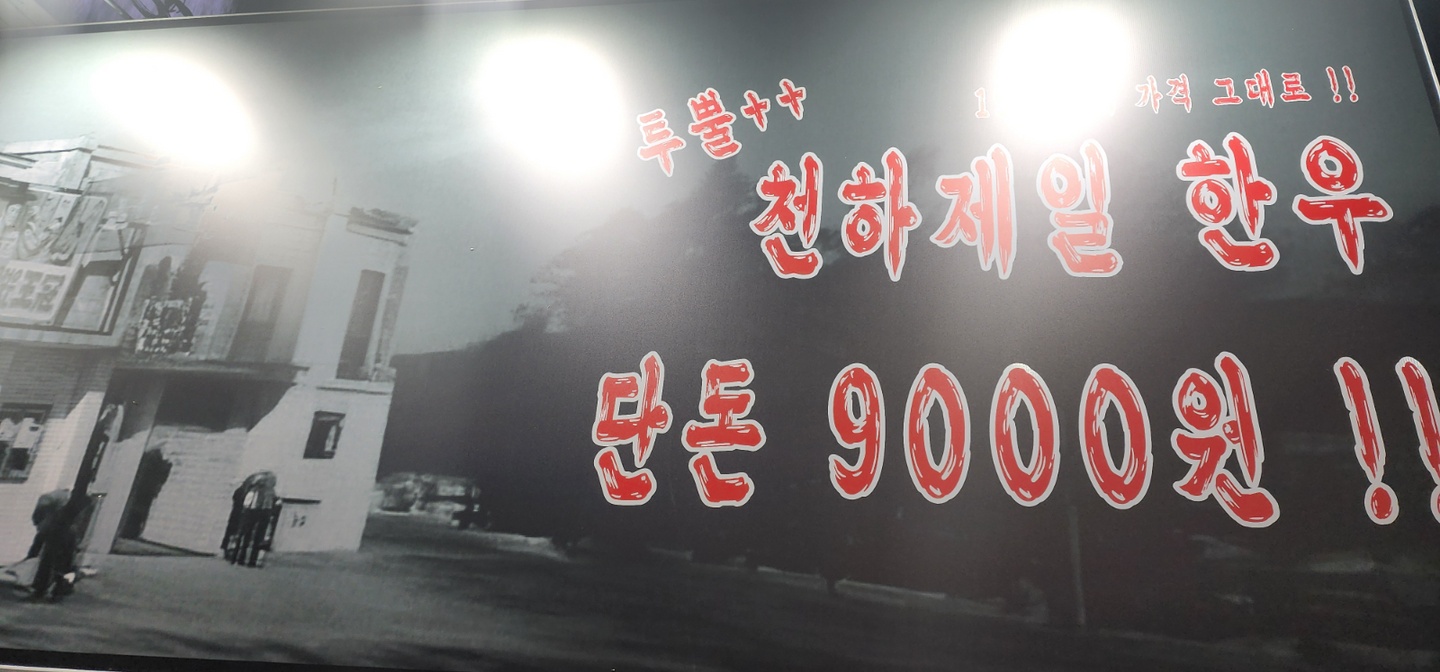 투쁠++
가격 그대로 !!
천하제일 한우
단돈 9000원 !!